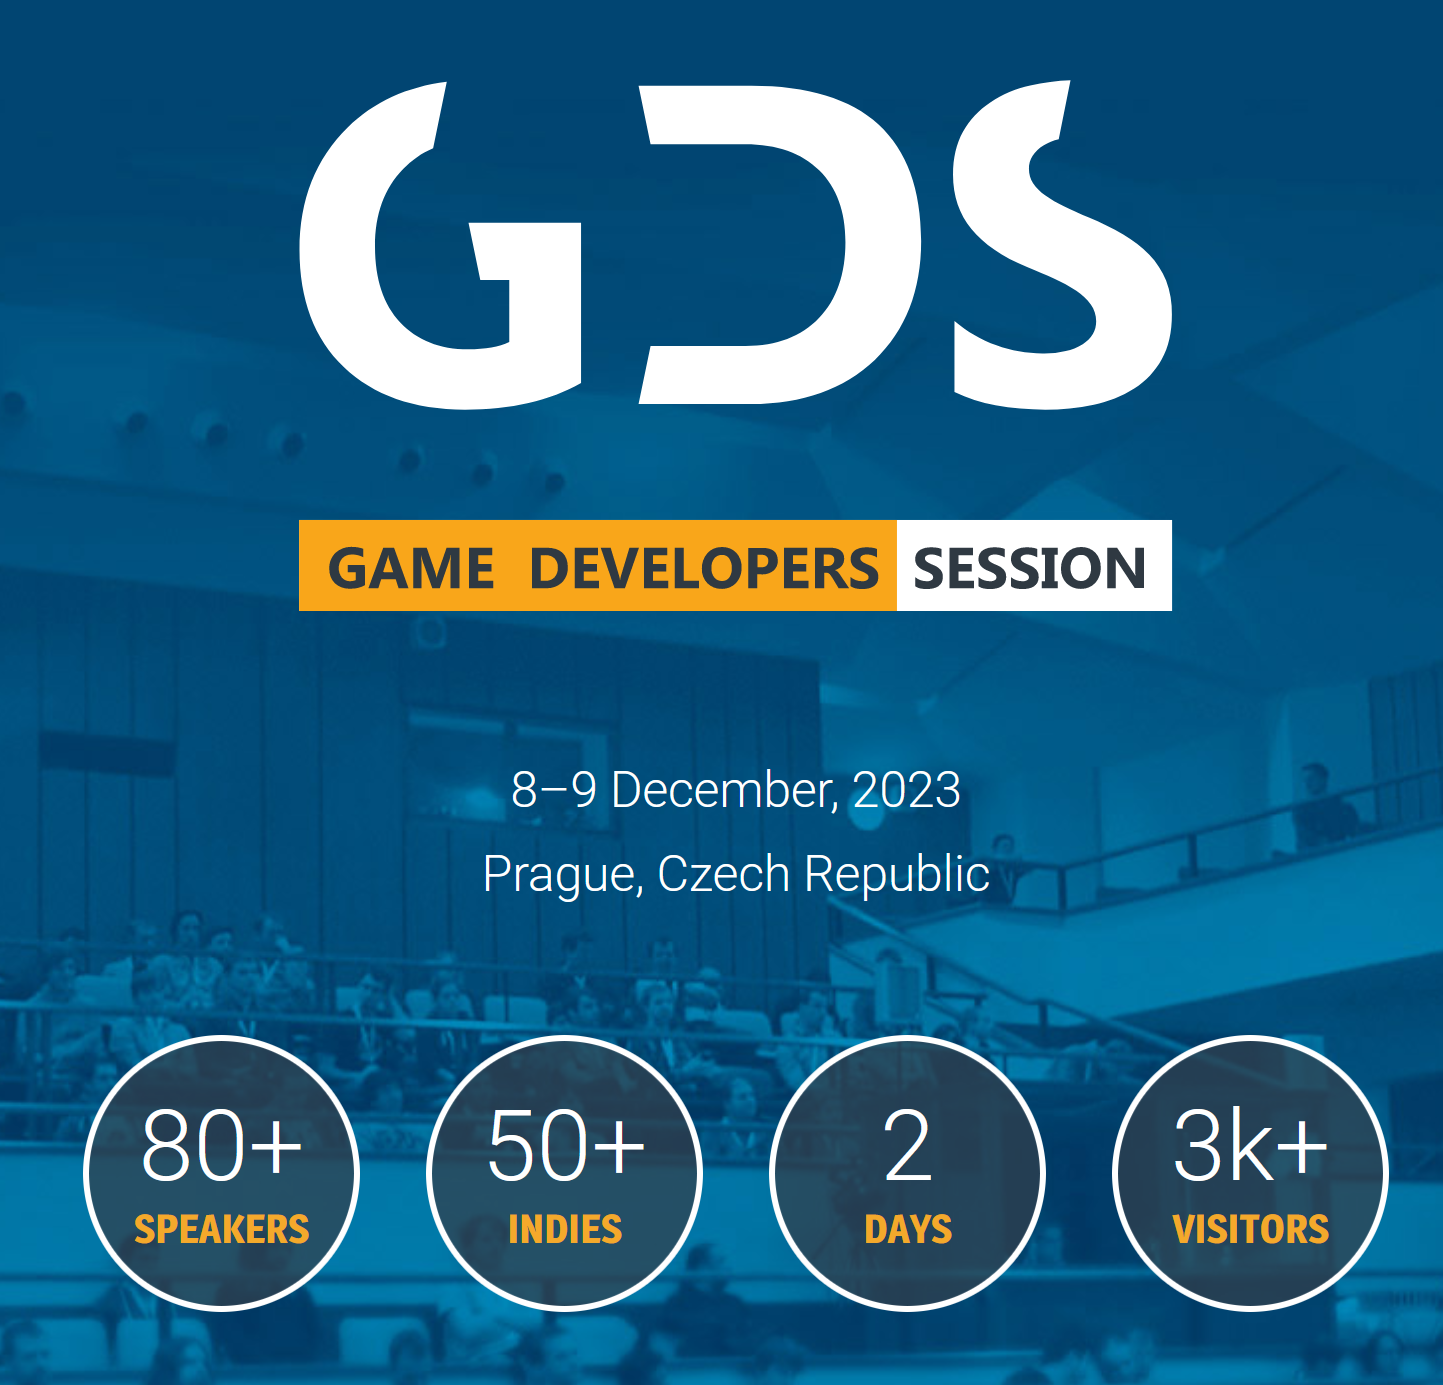 GDS
GAME DEVELOPERS SESSION
8–9 December, 2023
Prague, Czech Republic
80+
SPEAKERS
50+
INDIES
2
DAYS
3k+
VISITORS